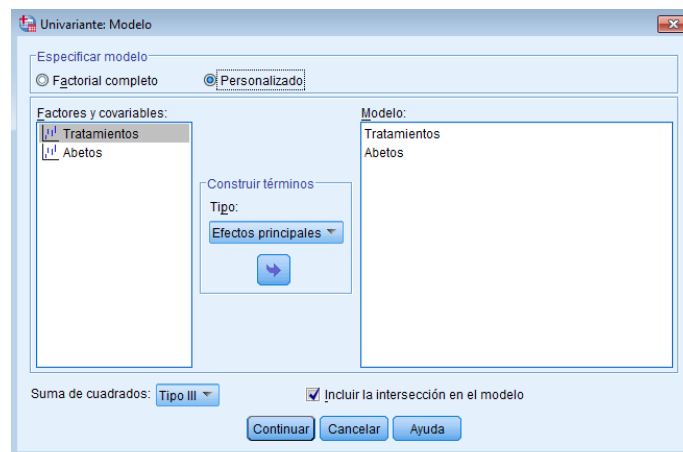 Univariante: Modelo
Especificar modelo
Factorial completo
Personalizado
Factores y covariables:
Tratamientos
Abetos
Construir términos
Tipo:
Efectos principales
Modelo:
Tratamientos
Abetos
Suma de cuadrados: Tipo III
Incluir la intersección en el modelo
Continuar
Cancelar
Ayuda